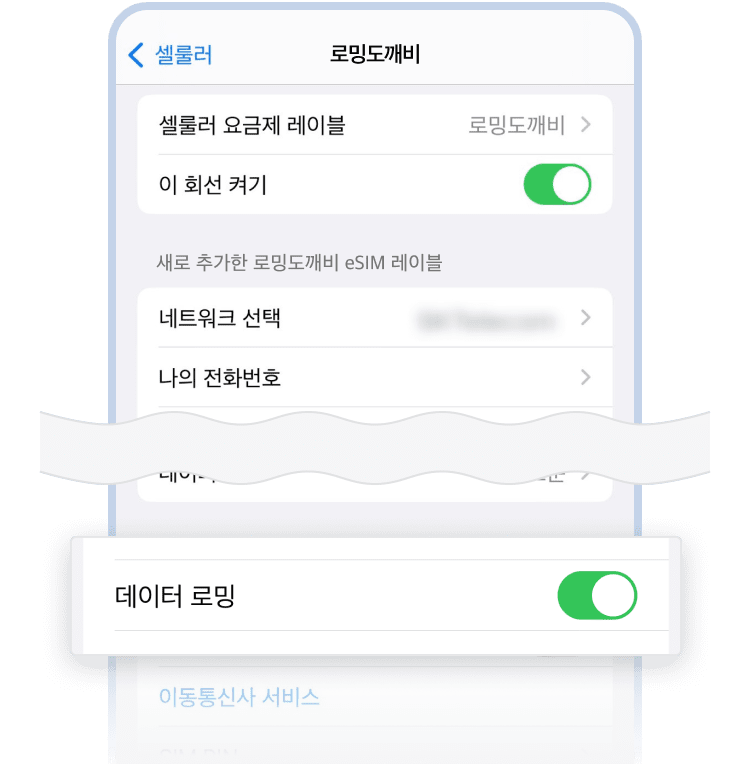 셀룰러
로밍도깨비
셀룰러 요금제 레이블 로밍도깨비
이 회선 켜기
새로 추가한 로밍도깨비 eSIM 레이블
네트워크 선택
나의 전화번호
데이터 로밍
이동통신사 서비스